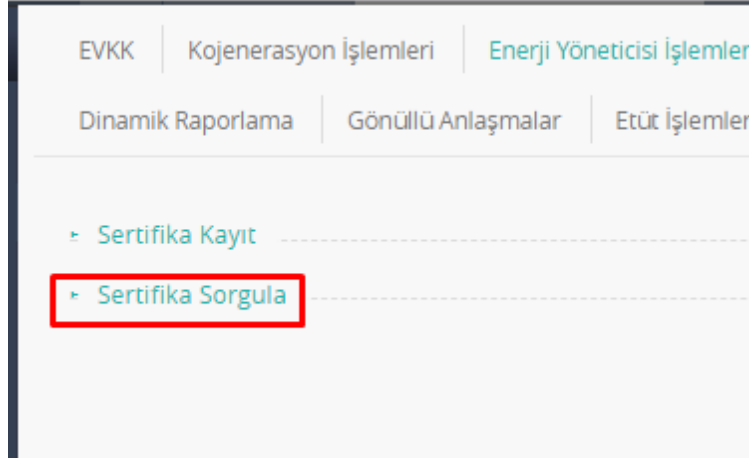 EVKK Kojenerasyon İşlemleri Enerji Yöneticisi İşlemler
Dinamik Raporlama Gönüllü Anlaşmalar Etüt İşlemler
Sertifika Kayıt
Sertifika Sorgula